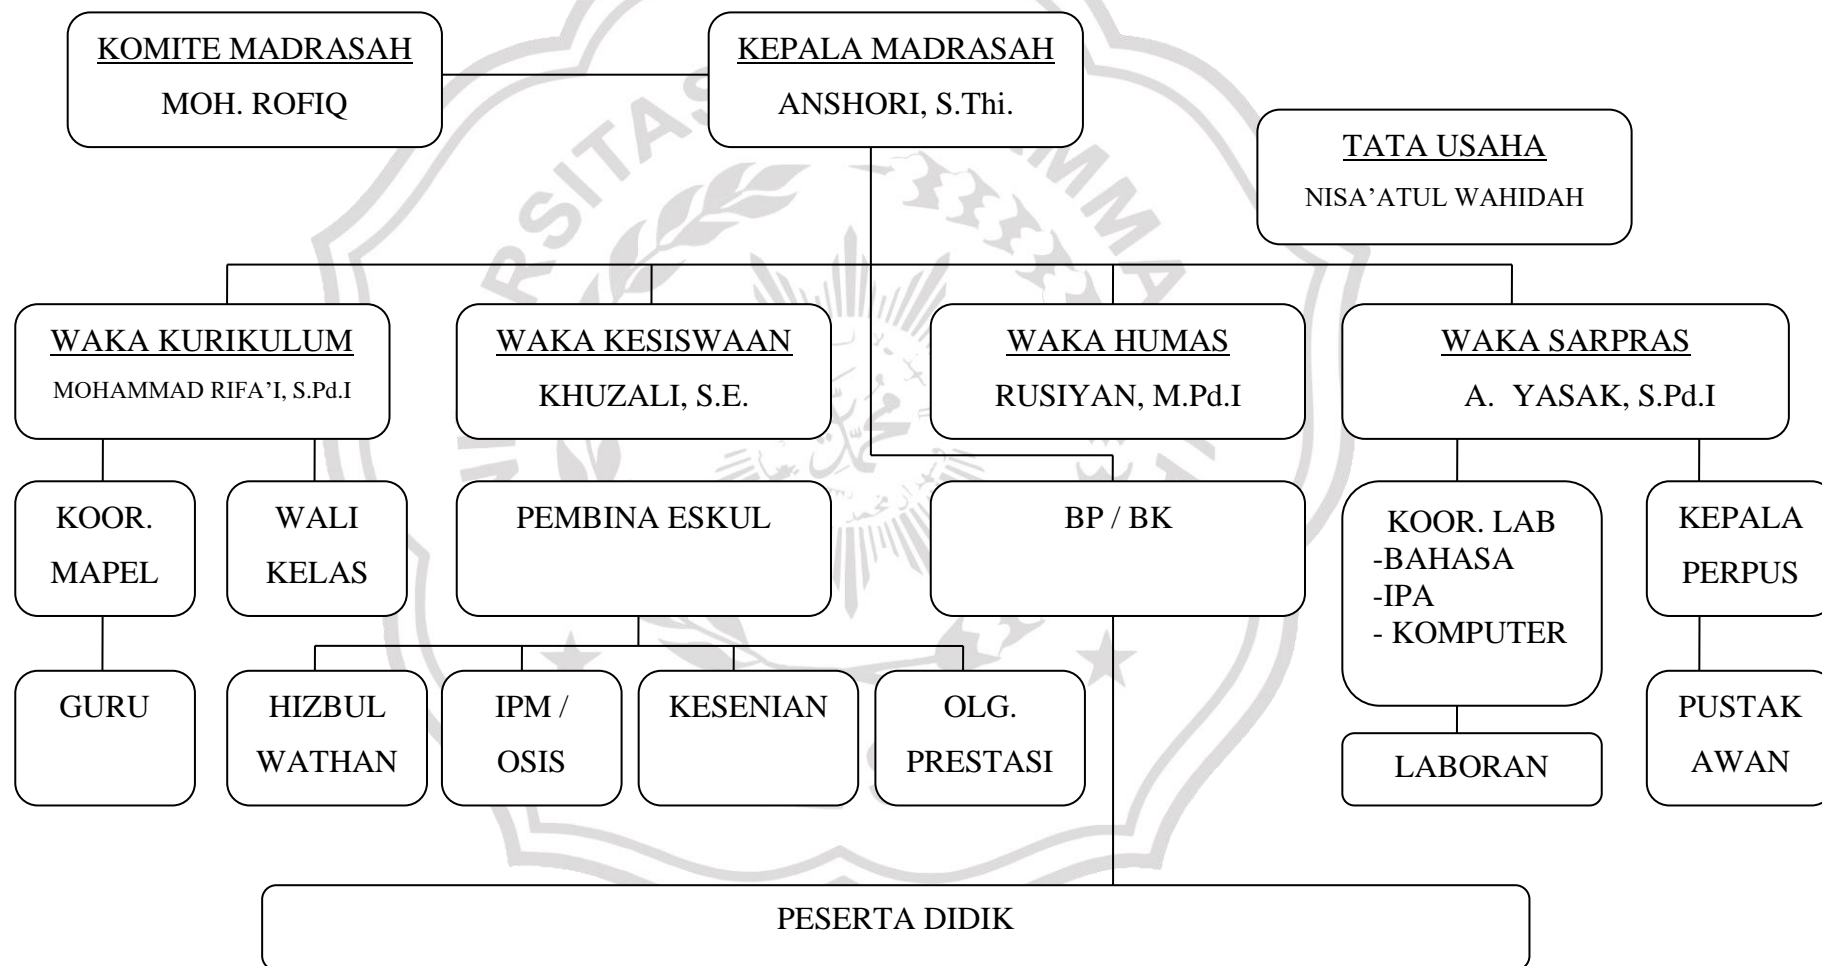 KOMITE MADRASAH
MOH. ROFIQ
KEPALA MADRASAH
ANSHORI, S.Thi.
TATA USAHA
NISA’ATUL WAHIDAH
WAKA KURIKULUM
MOHAMMAD RIFA’I, S.Pd.I
WAKA KESISWAAN
KHUZALI, S.E.
WAKA HUMAS
RUSIYAN, M.Pd.I
WAKA SARPRAS
A. YASAK, S.Pd.I
KOOR.
MAPEL
WALI
KELAS
PEMBINA ESKUL
BP / BK
KOOR. LAB
-BAHASA
-IPA
- KOMPUTER
KEPALA
PERPUS
GURU
HIZBUL
WATHAN
IPM /
OSIS
KESENIAN
OLG.
PRESTASI
LABORAN
PUSTAK
AWAN
PESERTA DIDIK